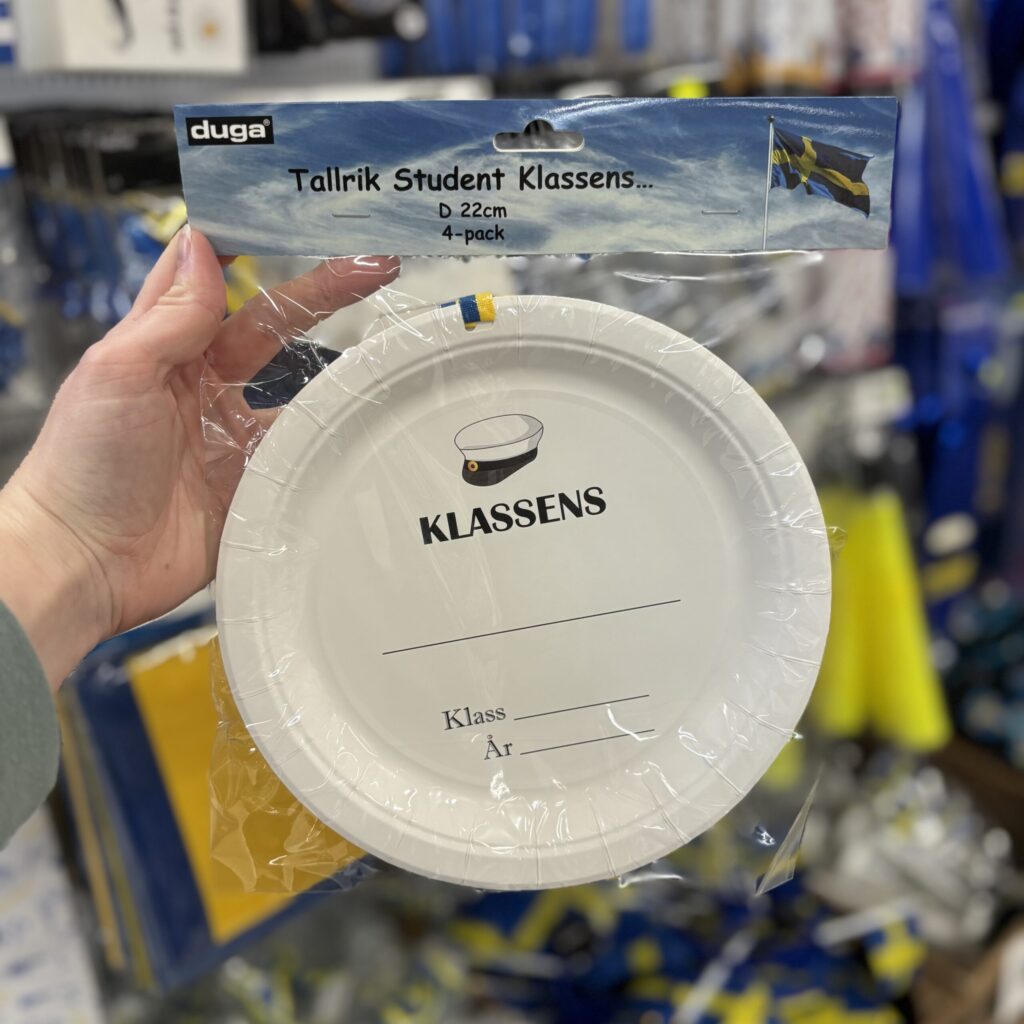 duga®
Tallrik Student Klassens...
D 22cm
4-pack
KLASSENS
Klass
År